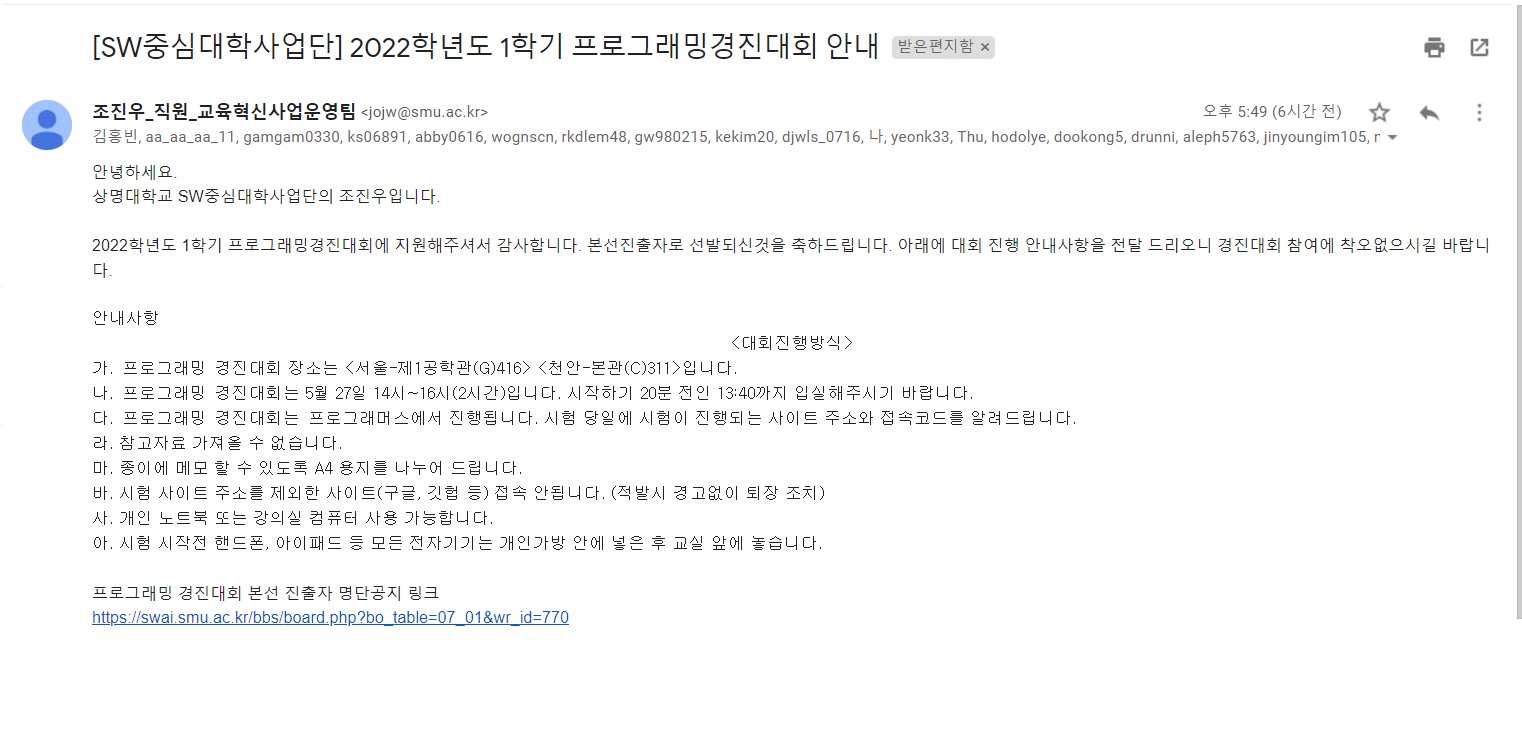 [SW중심대학사업단] 2022학년도 1학기 프로그래밍경진대회 안내 받은편지함 ×
조진우_직원_교육혁신사업운영팀 <jojw@smu.ac.kr> 오후 5:49 (6시간 전)
김홍빈, aa_aa_aa_11, gamgam0330, ks06891, abby0616, wognscn, rkdlem48, gw980215, kekim20, djwls_0716, 나, yeonk33, Thu, hodolye, dookong5, drunni, aleph5763, jinyoungim105,
안녕하세요.
상명대학교 SW중심대학사업단의 조진우입니다.
2022학년도 1학기 프로그래밍경진대회에 지원해주셔서 감사합니다. 본선진출자로 선발되신것을 축하드립니다. 아래에 대회 진행 안내사항을 전달 드리오니 경진대회 참여에 착오없으시길 바랍니
다.
안내사항
<대회진행방식>
가. 프로그래밍 경진대회 장소는 <서울-제1공학관(G)416> <천안-본관(C)311>입니다.
나. 프로그래밍 경진대회는 5월 27일 14시~16시(2시간)입니다. 시작하기 20분 전인 13:40까지 입실해주시기 바랍니다.
다. 프로그래밍 경진대회는 프로그래머스에서 진행됩니다. 시험 당일에 시험이 진행되는 사이트 주소와 접속코드를 알려드립니다.
라. 참고자료 가져올 수 없습니다.
마. 종이에 메모 할 수 있도록 A4 용지를 나누어 드립니다.
바. 시험 사이트 주소를 제외한 사이트(구글, 깃헙 등) 접속 안됩니다. (적발시 경고없이 퇴장 조치)
사. 개인 노트북 또는 강의실 컴퓨터 사용 가능합니다.
아. 시험 시작전 핸드폰, 아이패드 등 모든 전자기기는 개인가방 안에 넣은 후 교실 앞에 놓습니다.
프로그래밍 경진대회 본선 진출자 명단공지 링크
https://swai.smu.ac.kr/bbs/board.php?bo_table=07_01&wr_id=770